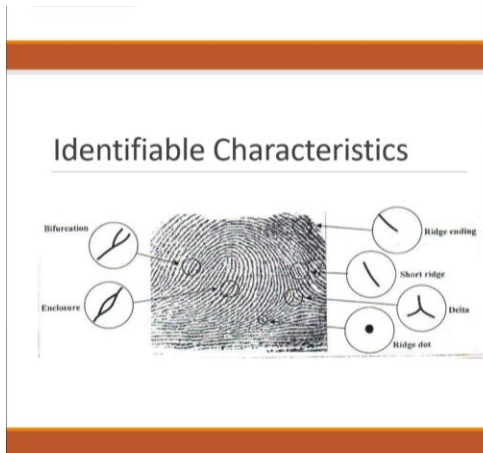 Identifiable Characteristics
Bifurcation
Ridge ending
Short ridge
Enclosure
Delta
Ridge dot